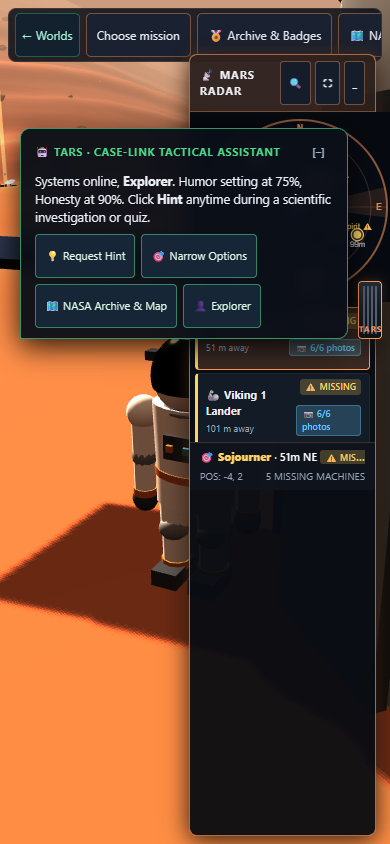 ← Worlds
Choose mission
Archive & Badges
MARS
RADAR
N
TARS · CASE-LINK TACTICAL ASSISTANT
[–]
Systems online, Explorer. Humor setting at 75%,
Honesty at 90%. Click Hint anytime during a scientific
investigation or quiz.
Request Hint
Narrow Options
NASA Archive & Map
Explorer
E
TARS
51 m away
6/6 photos
Viking 1
Lander
MISSING
101 m away
6/6
photos
Sojourner · 51m NE
MIS...
POS: -4, 2
5 MISSING MACHINES